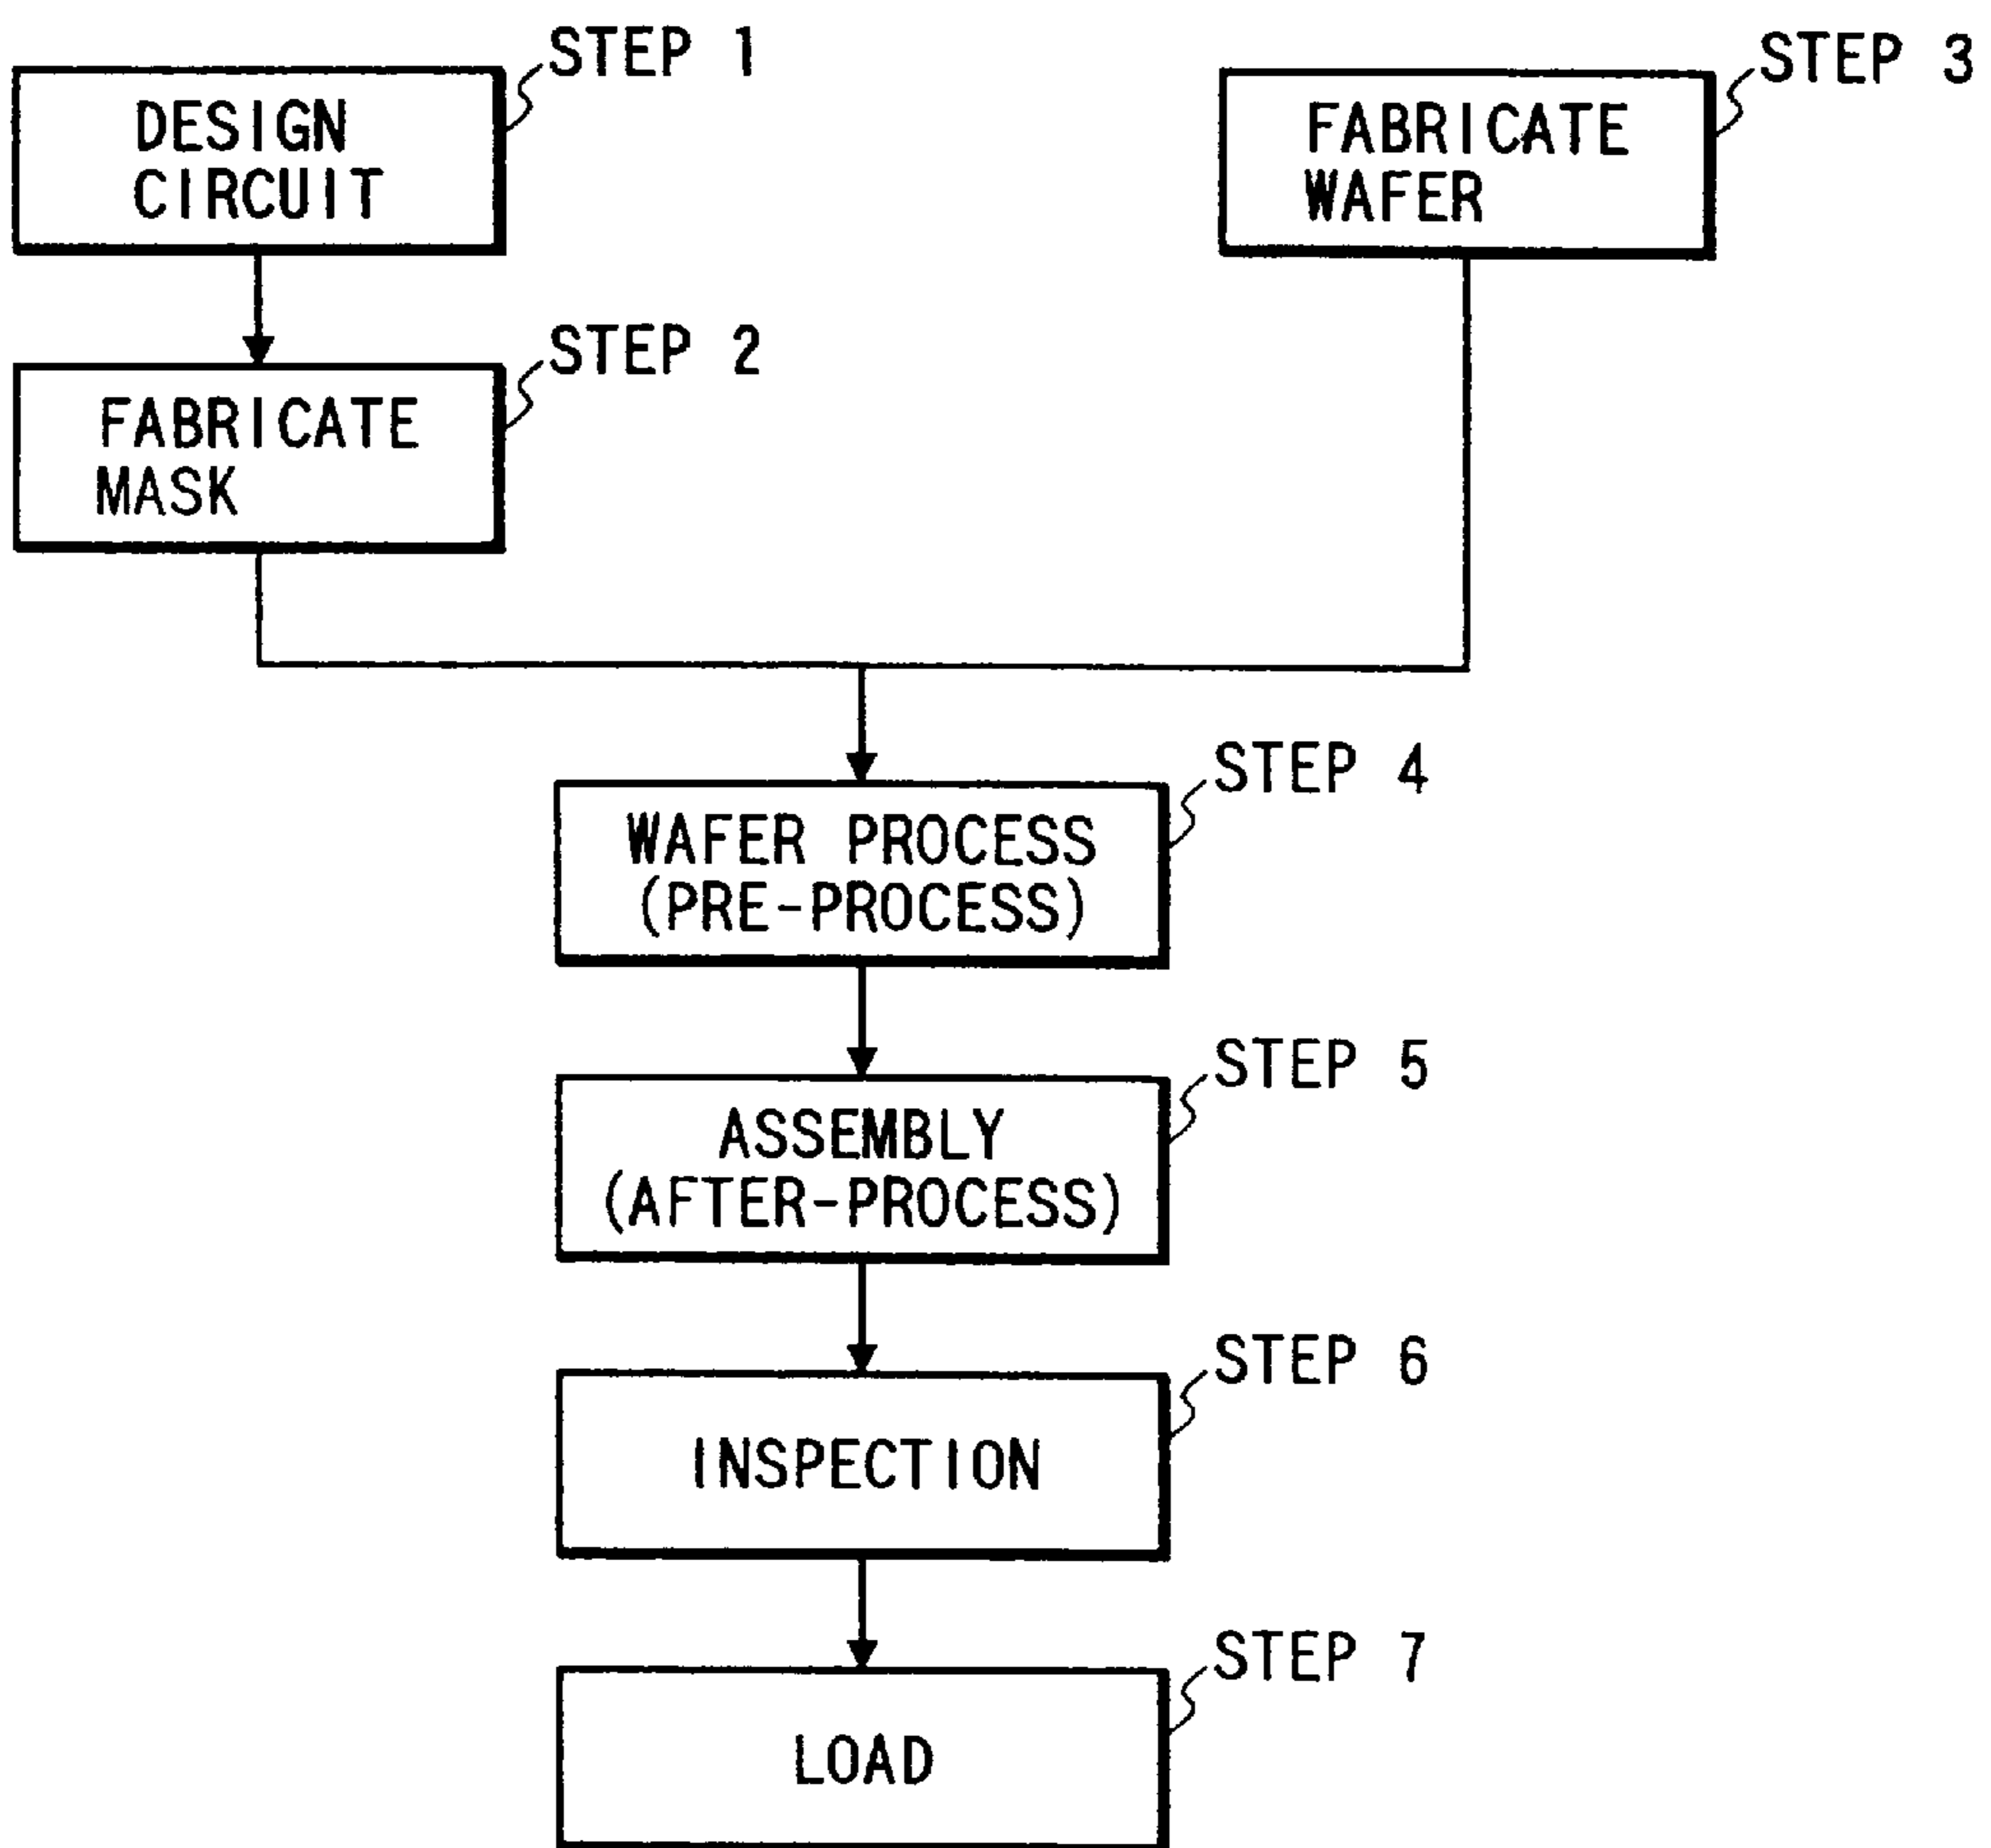 STEP 1
DESIGN
CIRCUIT
STEP 2
FABRICATE
MASK
STEP 3
FABRICATE
WAFER
STEP 4
WAFER PROCESS
(PRE-PROCESS)
STEP 5
ASSEMBLY
(AFTER-PROCESS)
STEP 6
INSPECTION
STEP 7
LOAD